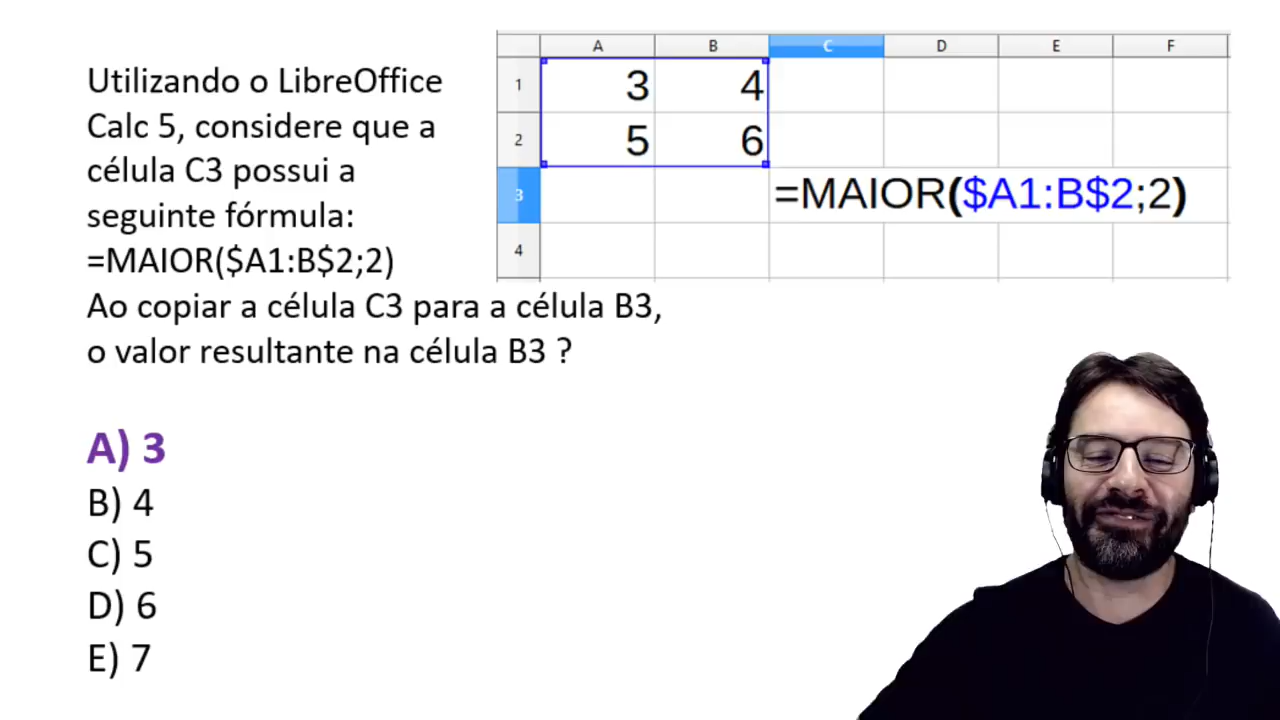 Utilizando o LibreOffice
Calc 5, considere que a
célula C3 possui a
seguinte fórmula:
=MAIOR($A1:B$2;2)
Ao copiar a célula C3 para a célula B3,
o valor resultante na célula B3 ?
A) 3
B) 4
C) 5
D) 6
E) 7
A B C D E F
1 3 4
2 5 6
3 =MAIOR($A1:B$2;2)
4